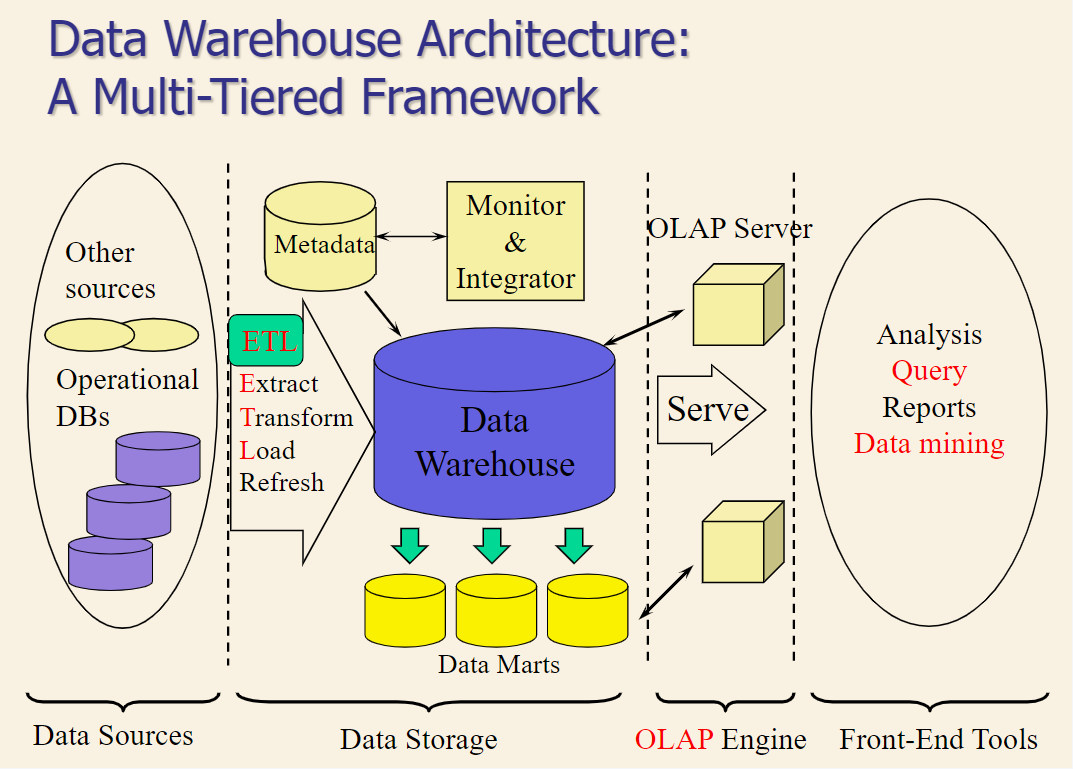 Data Warehouse Architecture:
A Multi-Tiered Framework
Other
sources
Operational
DBs
Metadata
Monitor
&
Integrator
ETL
Extract
Transform
Load
Refresh
Data
Warehouse
Data Marts
OLAP Server
Serve
Analysis
Query
Reports
Data mining
Data Sources
Data Storage
OLAP Engine
Front-End Tools